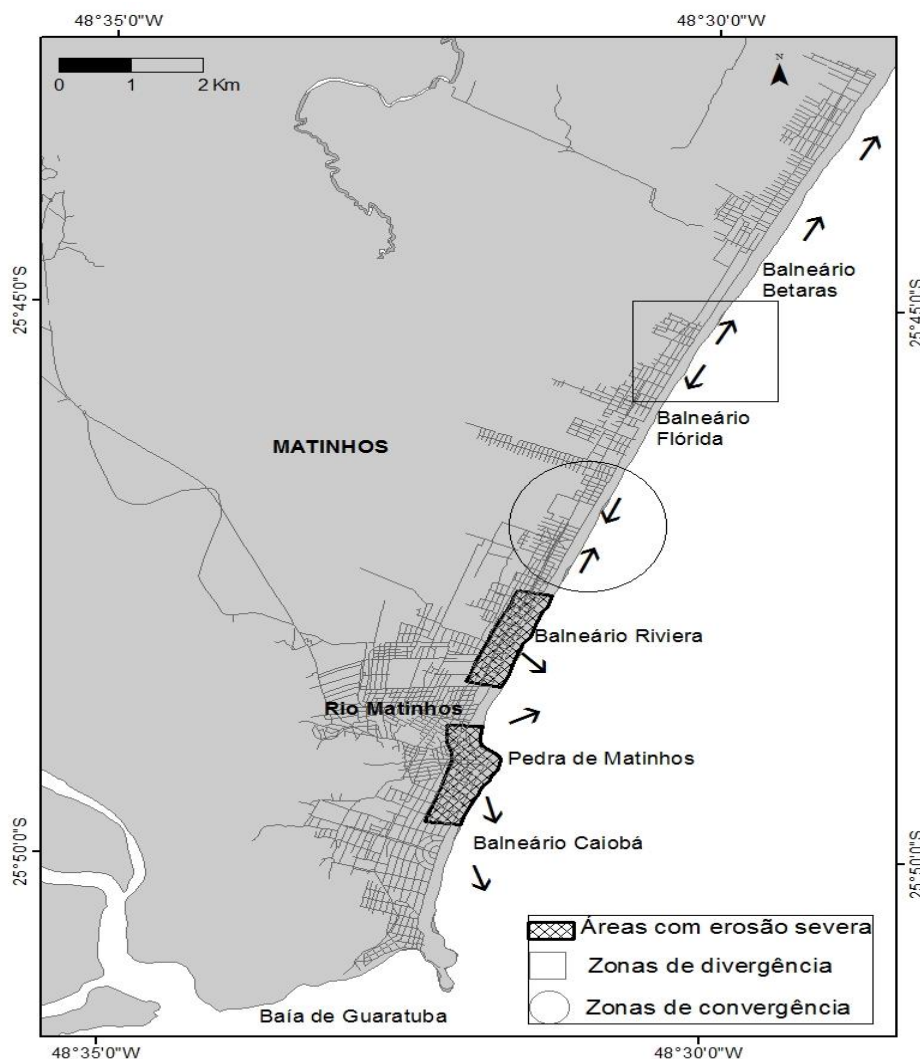 48°35'0"W
48°30'0"W
N
0 1 2 Km
Balneário
Betaras
25°45'0"S
25°45'0"S
Balneário
Flórida
MATINHOS
Balneário Riviera
Rio Matinhos
Pedra de Matinhos
Balneário Caiobá
25°50'0"S
25°50'0"S
Áreas com erosão severa
Zonas de divergência
Zonas de convergência
Baía de Guaratuba
48°35'0"W
48°30'0"W